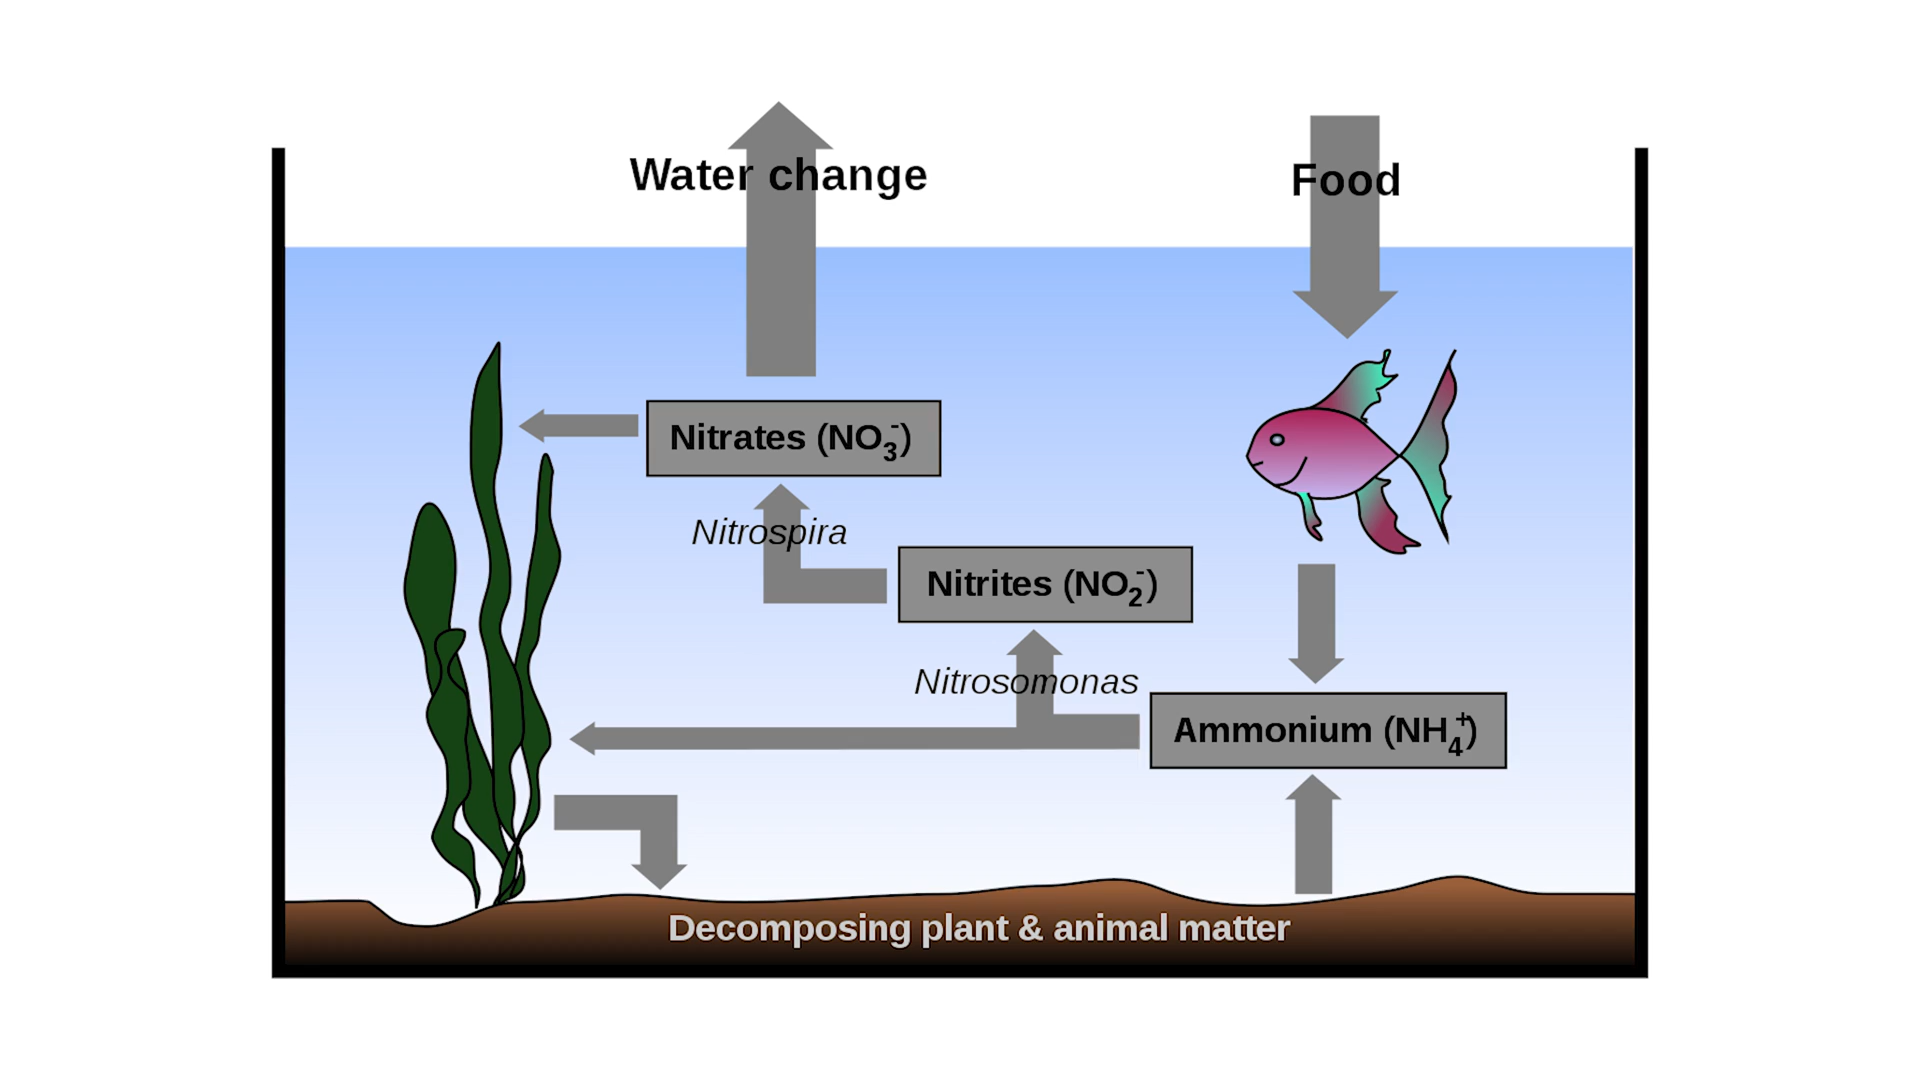 Water change
Food
Nitrates (NO₃⁻)
Nitrospira
Nitrites (NO₂⁻)
Nitrosomonas
Ammonium (NH₄⁺)
Decomposing plant & animal matter